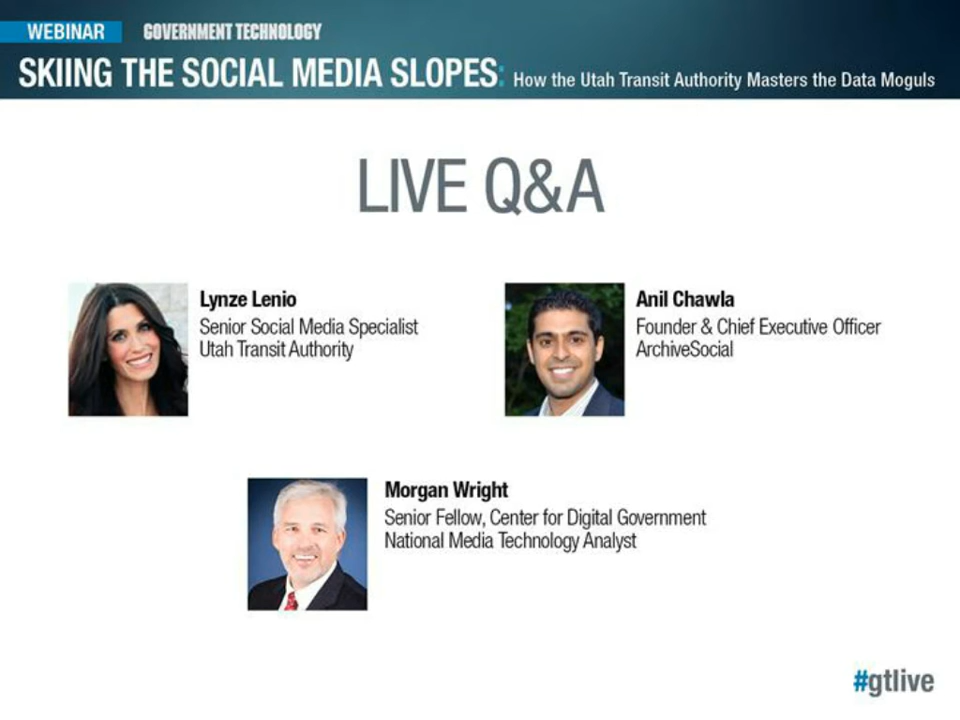 WEBINAR GOVERNMENT TECHNOLOGY
SKIING THE SOCIAL MEDIA SLOPES: How the Utah Transit Authority Masters the Data Moguls
LIVE Q&A
Lynze Lenio
Senior Social Media Specialist
Utah Transit Authority
Anil Chawla
Founder & Chief Executive Officer
ArchiveSocial
Morgan Wright
Senior Fellow, Center for Digital Government
National Media Technology Analyst
#gtlive